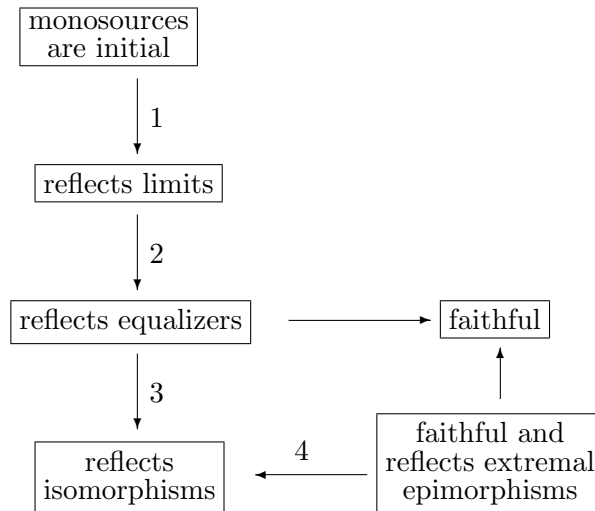 monosources
are initial
1
reflects limits
2
reflects equalizers
faithful
3
reflects
isomorphisms
4
faithful and
reflects extremal
epimorphisms